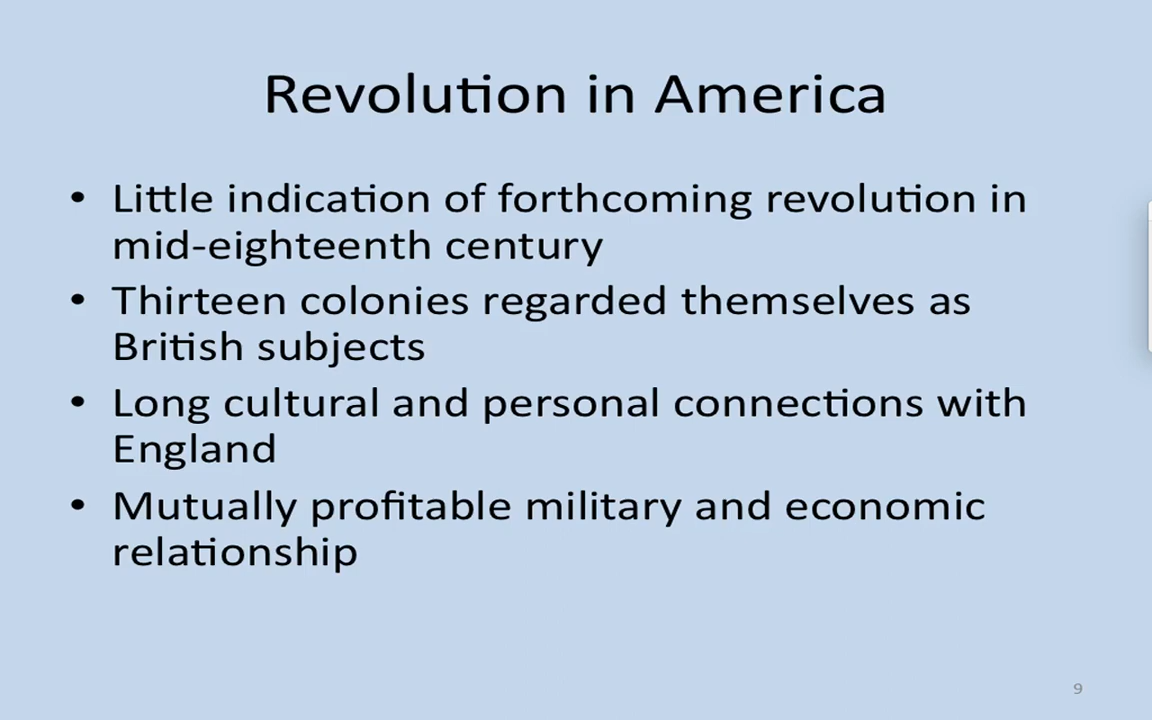 Revolution in America
• Little indication of forthcoming revolution in
mid-eighteenth century
• Thirteen colonies regarded themselves as
British subjects
• Long cultural and personal connections with
England
• Mutually profitable military and economic
relationship
9